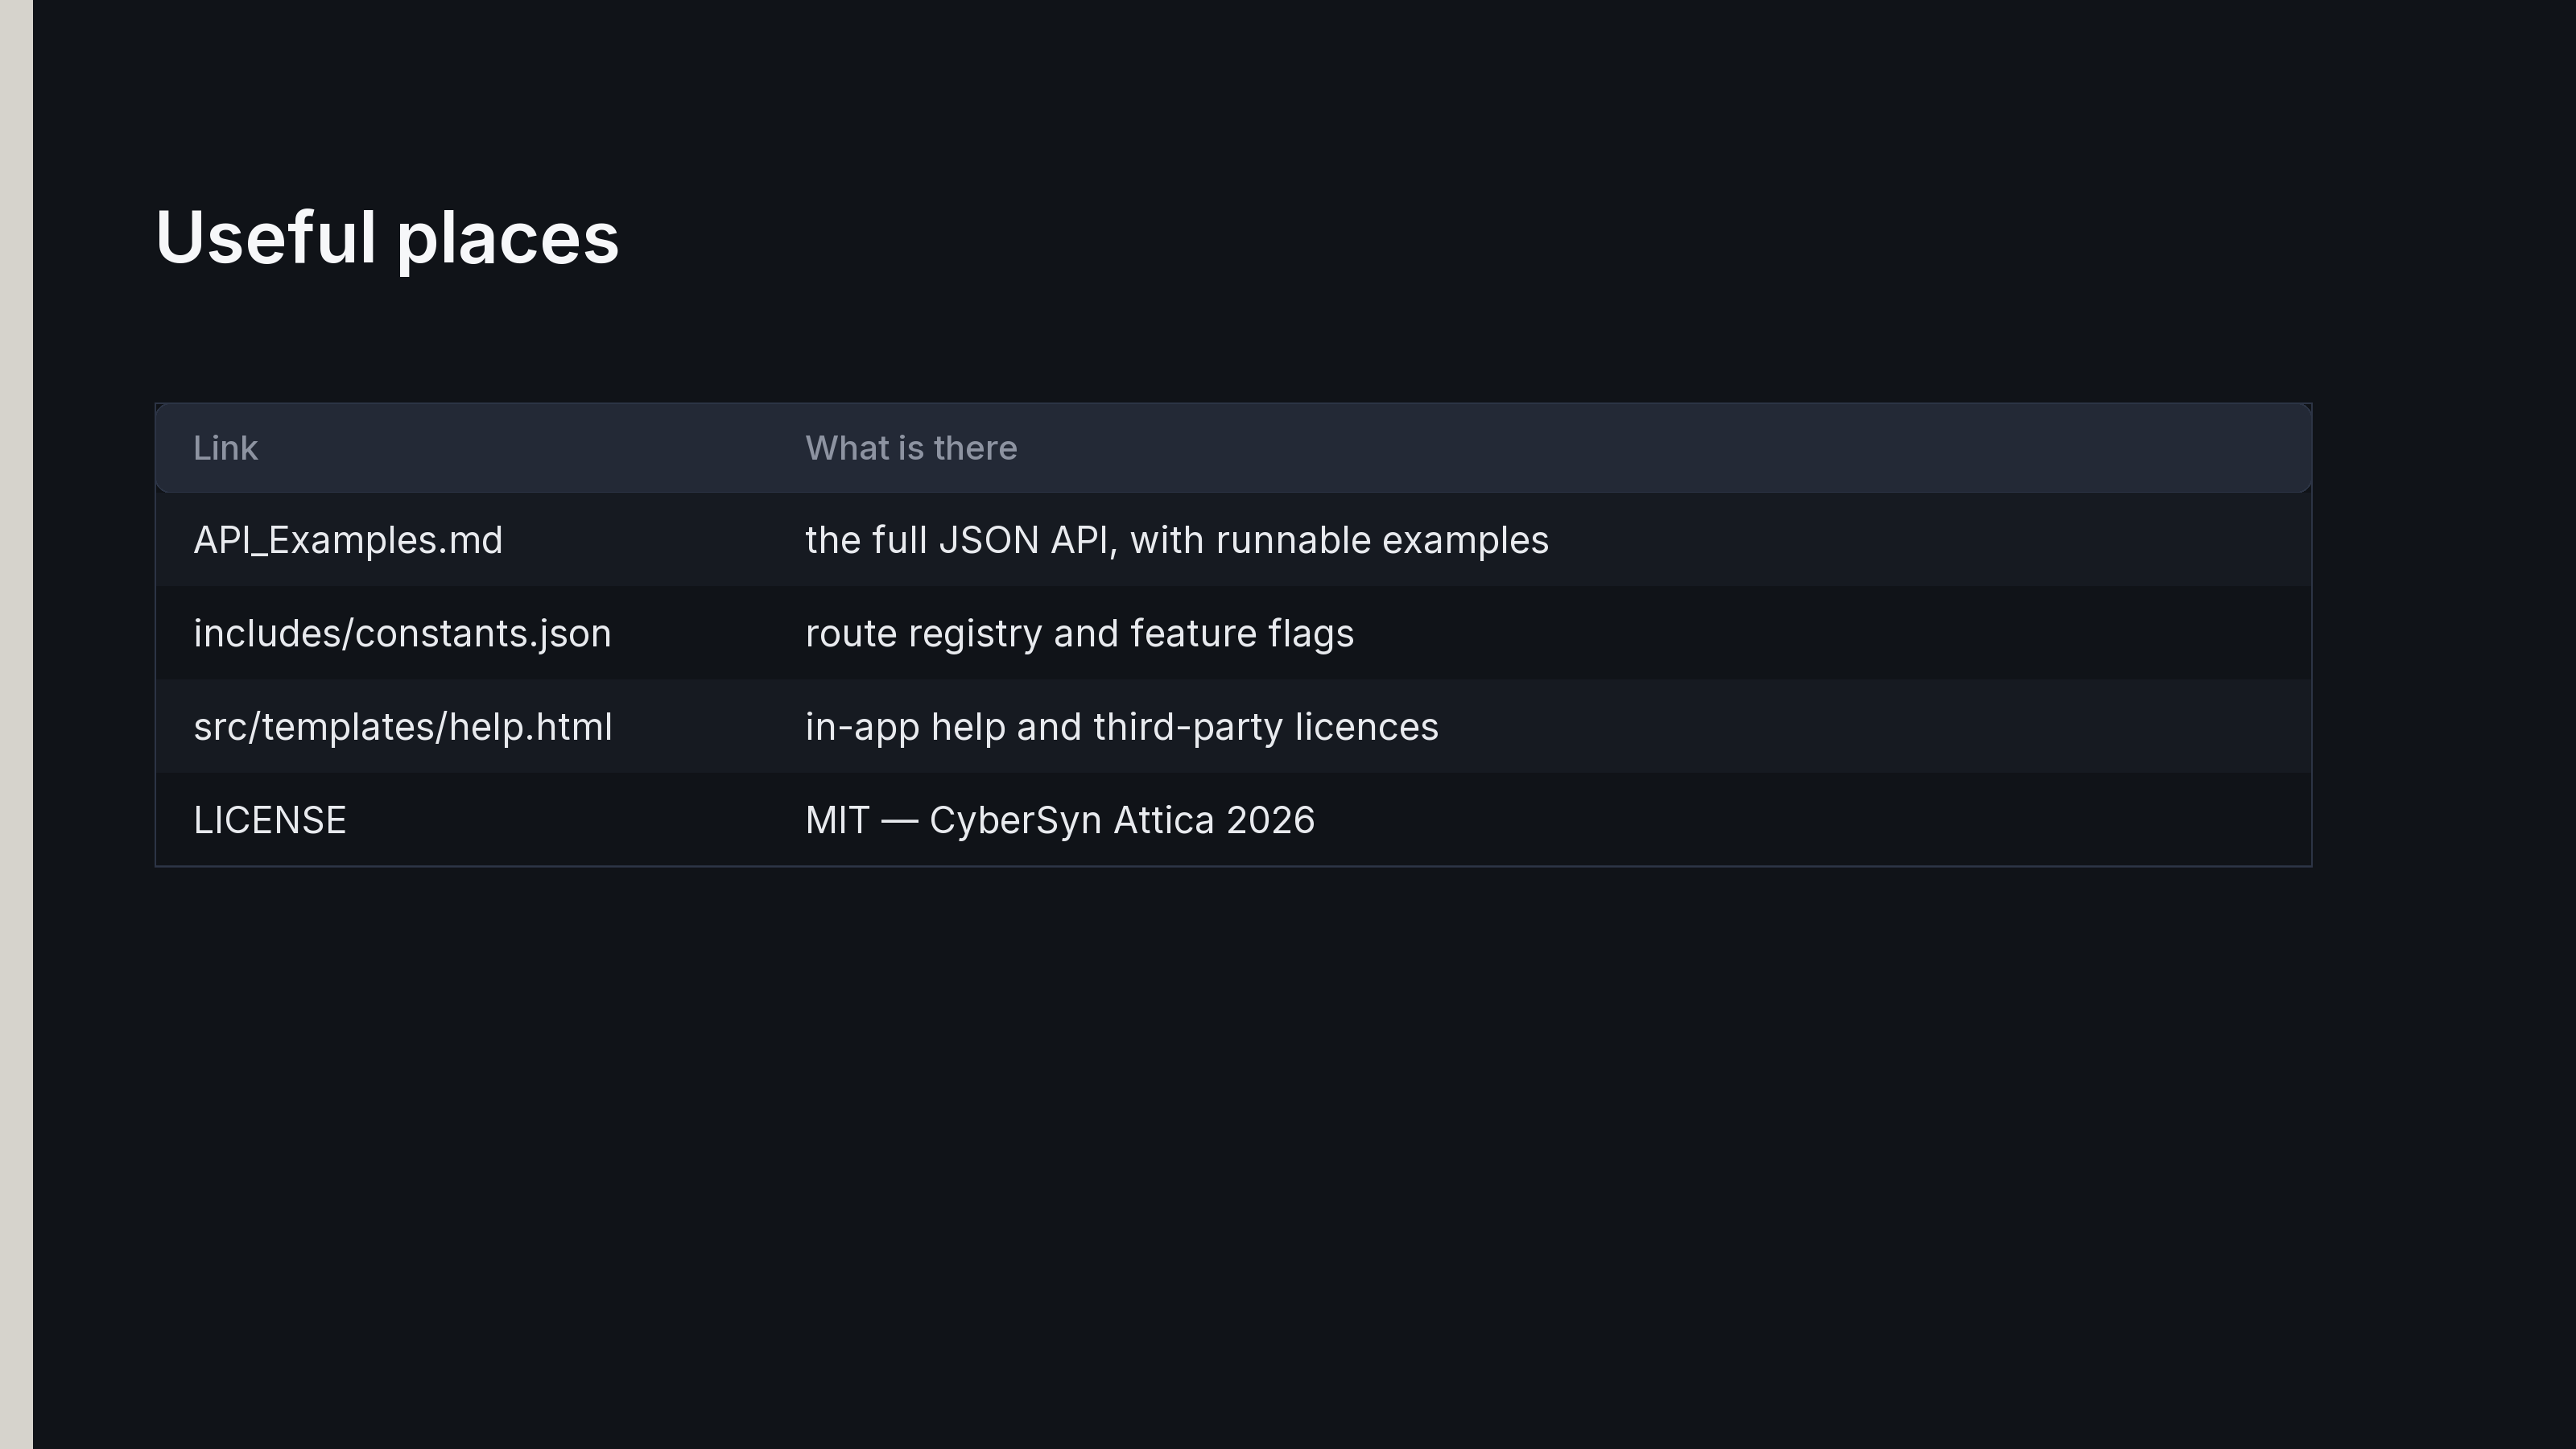 Useful places
Link What is there
API_Examples.md the full JSON API, with runnable examples
includes/constants.json route registry and feature flags
src/templates/help.html in-app help and third-party licences
LICENSE MIT — CyberSyn Attica 2026